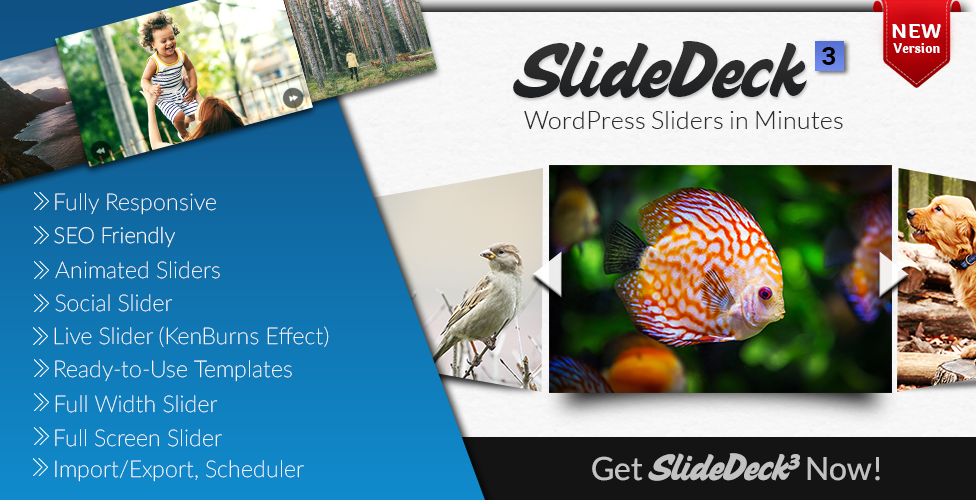 NEW
Version
SlideDeck 3
WordPress Sliders in Minutes
Fully Responsive
SEO Friendly
Animated Sliders
Social Slider
Live Slider (KenBurns Effect)
Ready-to-Use Templates
Full Width Slider
Full Screen Slider
Import/Export, Scheduler
Get SlideDeck3 Now!